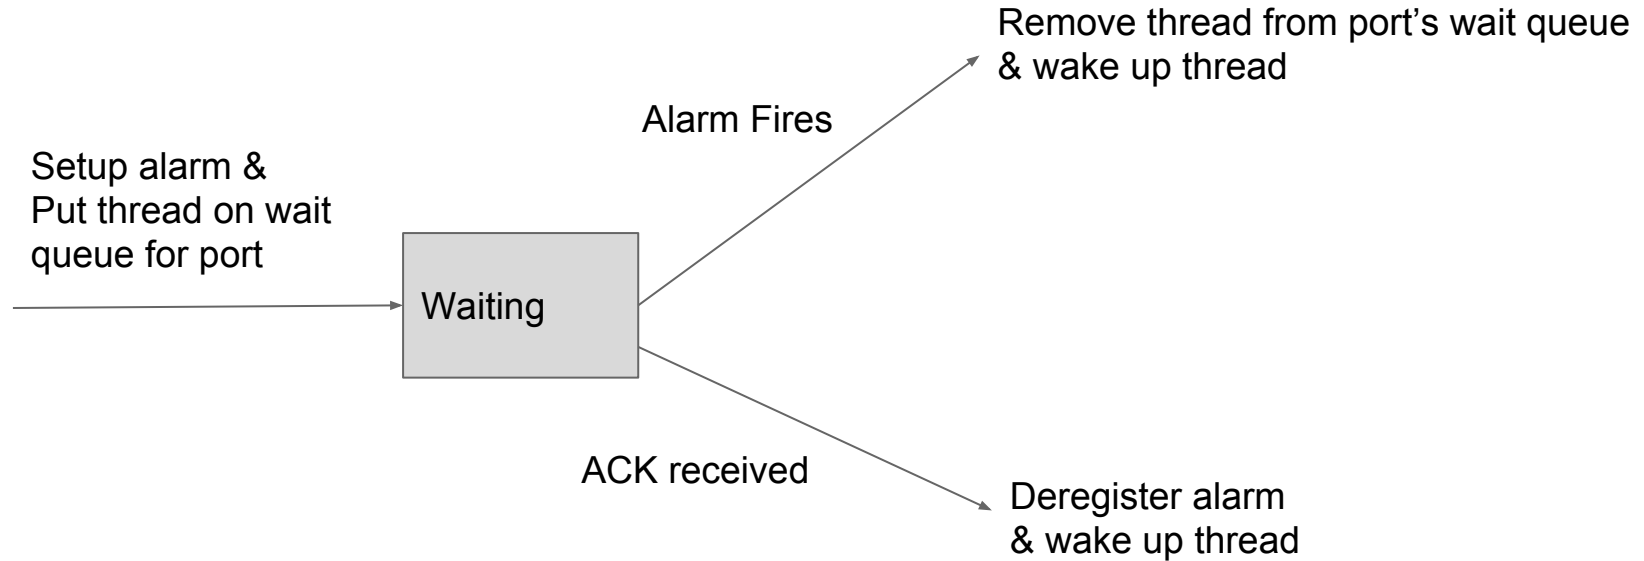 Setup alarm &
Put thread on wait
queue for port
Waiting
Alarm Fires
Remove thread from port’s wait queue
& wake up thread
ACK received
Deregister alarm
& wake up thread